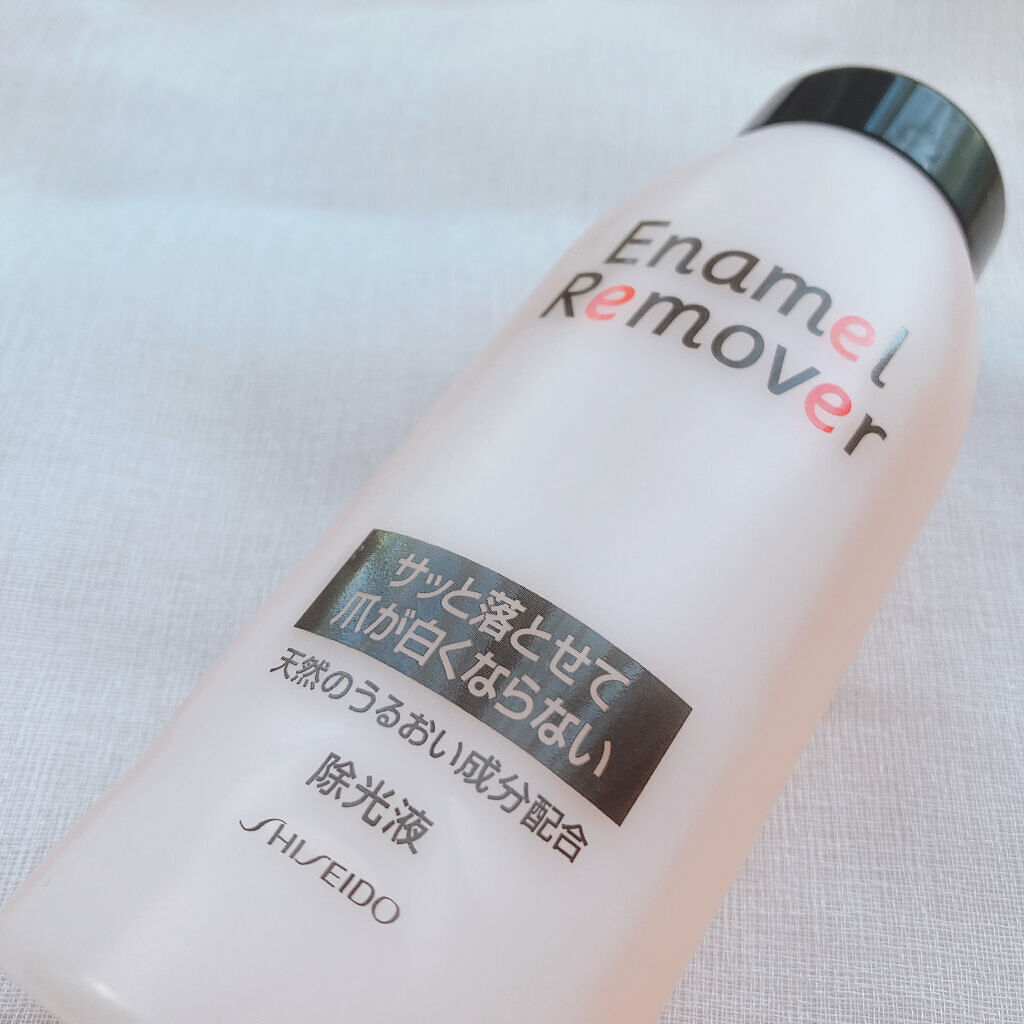 Enamel
Remover
サッと落とせて
爪が白くならない
天然のうるおい成分配合
除光液
SHISEIDO